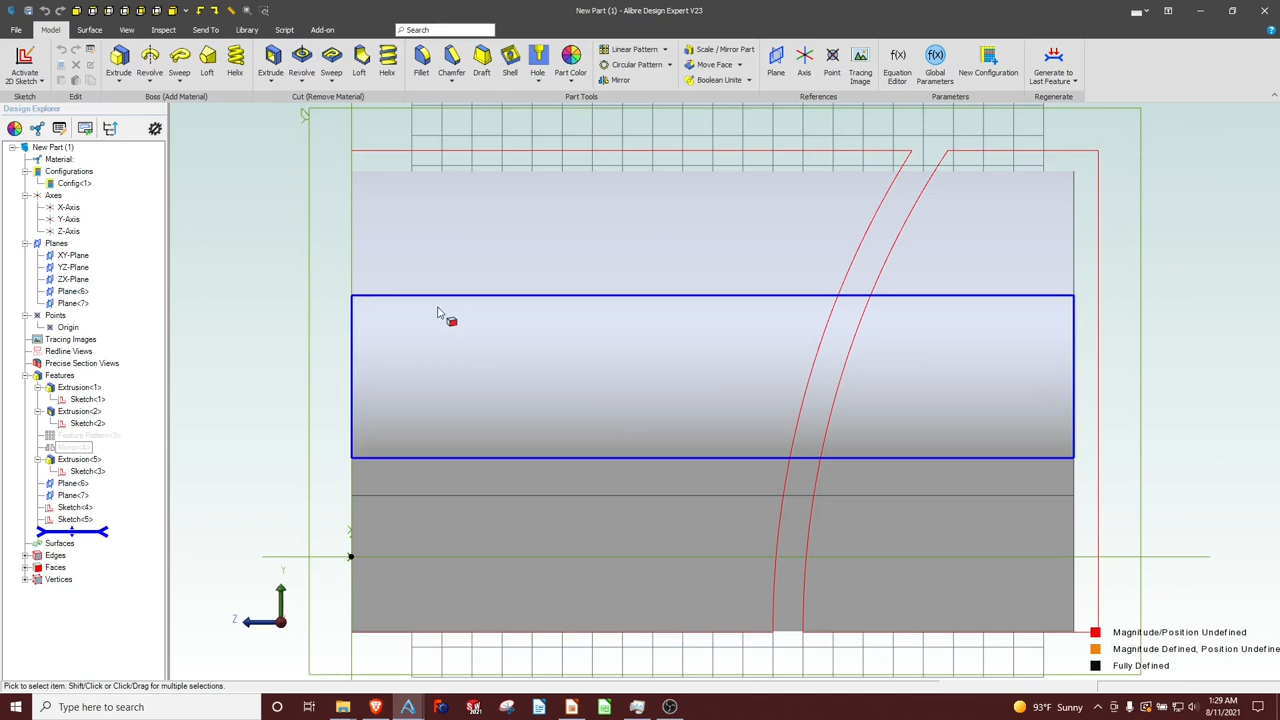 New Part (1) - Alibre Design Expert V23
File Model Surface View Inspect Send To Library Script Add-on Search
Activate 2D Sketch
Extrude Revolve Sweep Loft Helix
Extrude Revolve Sweep Loft Helix
Fillet Chamfer Draft Shell Hole Part Color
Linear Pattern
Circular Pattern
Mirror
Scale / Mirror Part
Move Face
Boolean Unite
Plane Axis Point Tracing Image
Equation Editor Global Parameters New Configuration
Generate to Last Feature
Sketch Edit Boss (Add Material) Cut (Remove Material) Part Tools References Parameters Regenerate
Design Explorer
New Part (1)
Material:
Configurations
Config<1>
Axes
X-Axis
Y-Axis
Z-Axis
Planes
XY-Plane
YZ-Plane
ZX-Plane
Plane<6>
Plane<7>
Points
Origin
Tracing Images
Redline Views
Precise Section Views
Features
Extrusion<1>
Sketch<1>
Extrusion<2>
Sketch<2>
Feature Pattern<3>
Mirror<4>
Extrusion<5>
Sketch<3>
Plane<6>
Plane<7>
Sketch<4>
Sketch<5>
Surfaces
Edges
Faces
Vertices
Y
Z
Magnitude/Position Undefined
Magnitude Defined, Position Undefine
Fully Defined
Pick to select item. Shift/Click or Click/Drag for multiple selections.
Type here to search
93°F Sunny
1:29 AM
8/11/2021